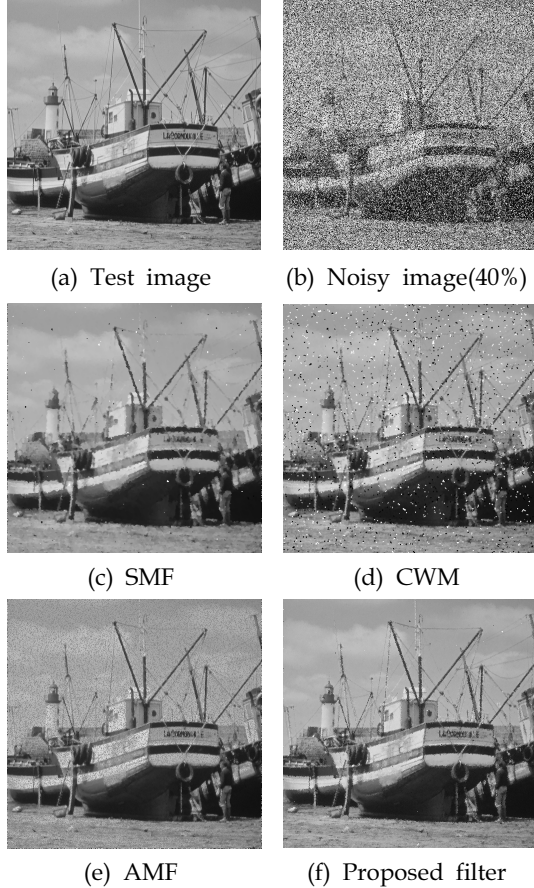 (a) Test image
(b) Noisy image(40%)
(c) SMF
(d) CWM
(e) AMF
(f) Proposed filter